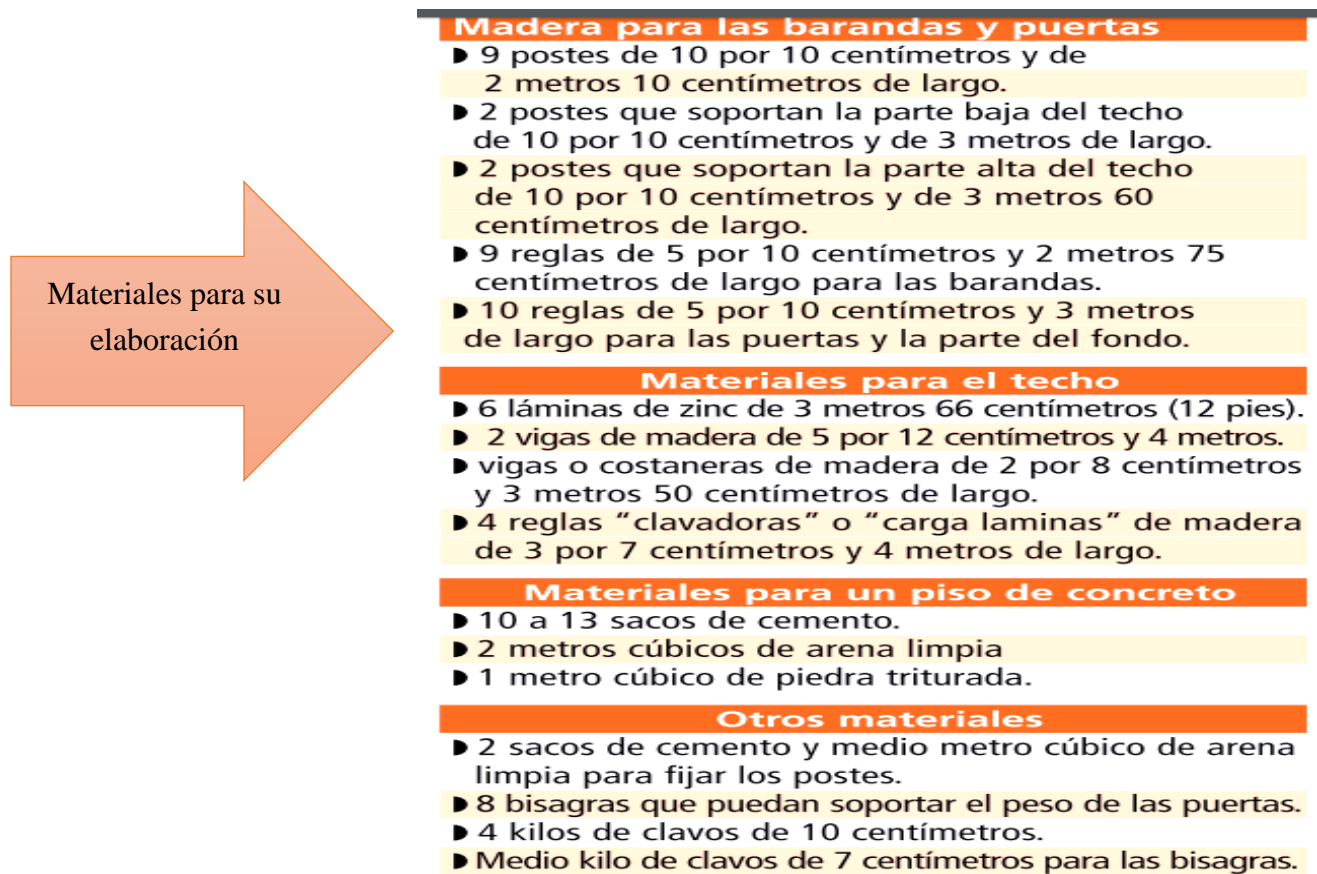 Materiales para su
elaboración
Madera para las barandas y puertas
◗ 9 postes de 10 por 10 centímetros y de
2 metros 10 centímetros de largo.
◗ 2 postes que soportan la parte baja del techo
de 10 por 10 centímetros y de 3 metros de largo.
◗ 2 postes que soportan la parte alta del techo
de 10 por 10 centímetros y de 3 metros 60
centímetros de largo.
◗ 9 reglas de 5 por 10 centímetros y 2 metros 75
centímetros de largo para las barandas.
◗ 10 reglas de 5 por 10 centímetros y 3 metros
de largo para las puertas y la parte del fondo.
Materiales para el techo
◗ 6 láminas de zinc de 3 metros 66 centímetros (12 pies).
◗ 2 vigas de madera de 5 por 12 centímetros y 4 metros.
◗ vigas o costaneras de madera de 2 por 8 centímetros
y 3 metros 50 centímetros de largo.
◗ 4 reglas “clavadoras” o “carga laminas” de madera
de 3 por 7 centímetros y 4 metros de largo.
Materiales para un piso de concreto
◗ 10 a 13 sacos de cemento.
◗ 2 metros cúbicos de arena limpia
◗ 1 metro cúbico de piedra triturada.
Otros materiales
◗ 2 sacos de cemento y medio metro cúbico de arena
limpia para fijar los postes.
◗ 8 bisagras que puedan soportar el peso de las puertas.
◗ 4 kilos de clavos de 10 centímetros.
◗ Medio kilo de clavos de 7 centímetros para las bisagras.